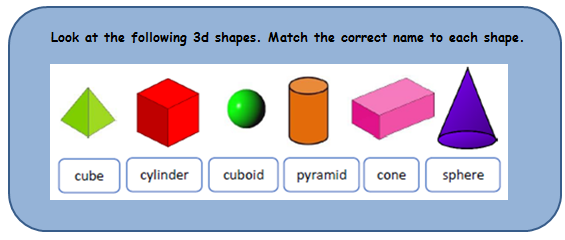 Look at the following 3d shapes. Match the correct name to each shape.
cube cylinder cuboid pyramid cone sphere